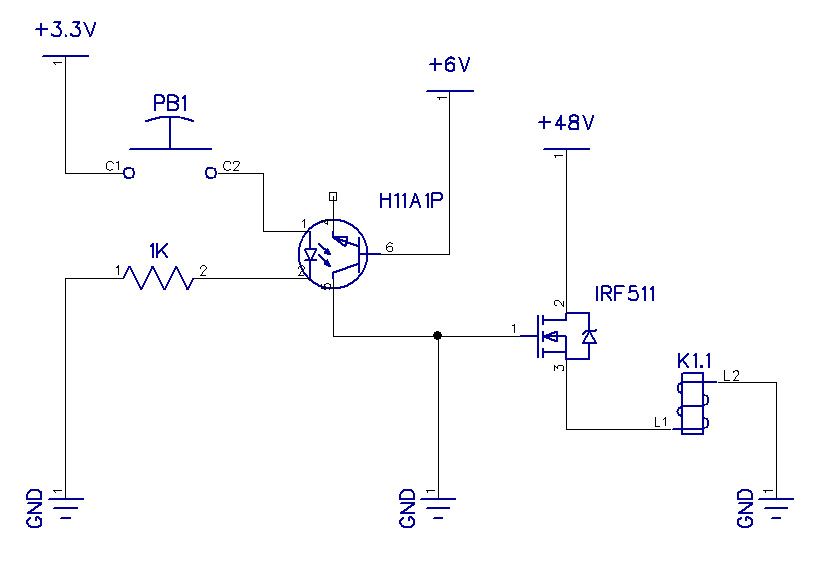 +3.3V
1
PB1
C1
C2
+6V
1
+48V
1
H11A1P
1
4
6
2
5
1K
1
2
IRF511
2
1
3
K1.1
L2
L1
GND
1
GND
1
GND
1